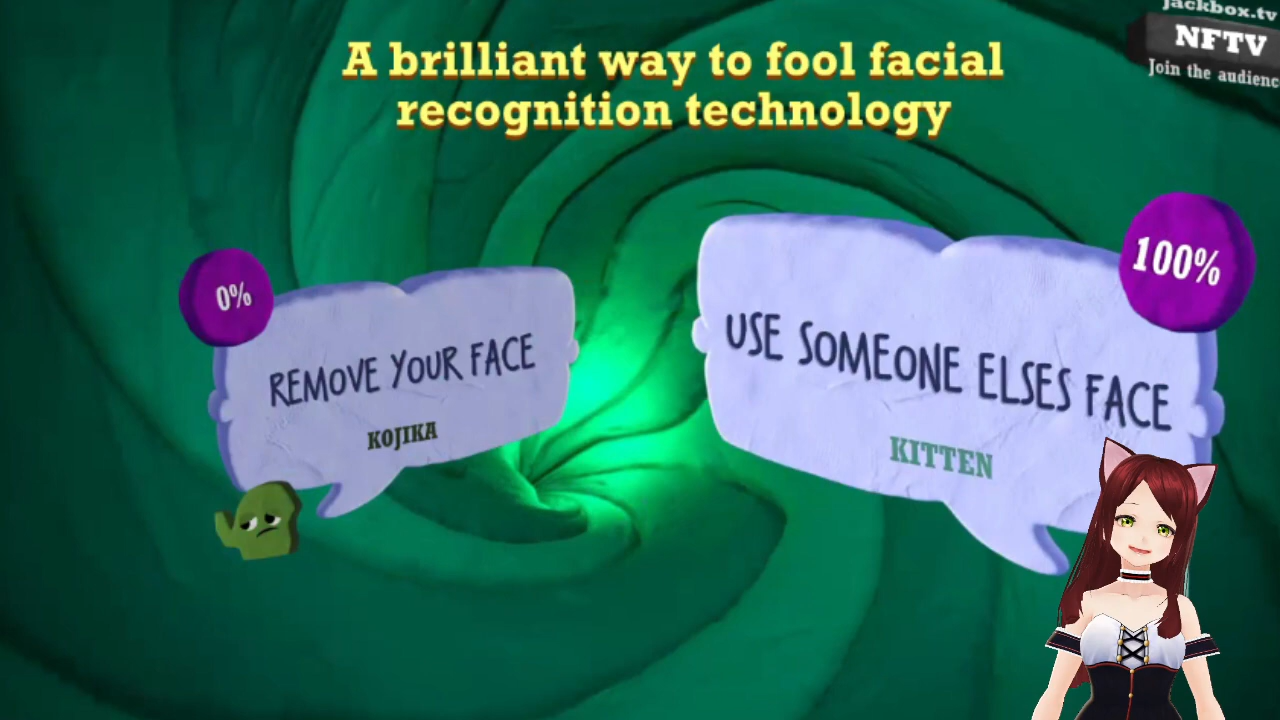 jackbox.tv
NFTV
Join the audienc
A brilliant way to fool facial
recognition technology
0%
REMOVE YOUR FACE
KOJIKA
100%
USE SOMEONE ELSES FACE
KITTEN